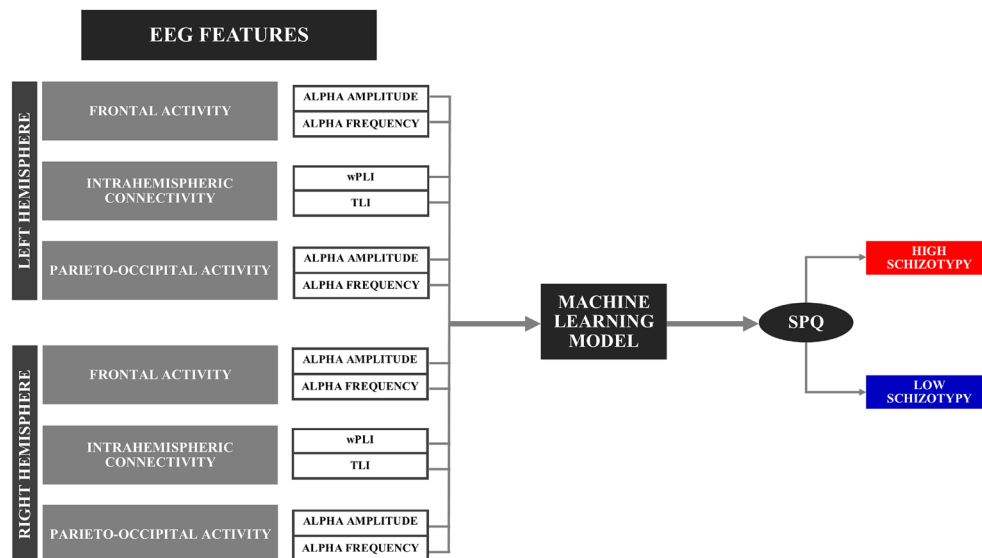 EEG FEATURES
LEFT HEMISPHERE
FRONTAL ACTIVITY
ALPHA AMPLITUDE
ALPHA FREQUENCY
INTRAHEMISPHERIC
CONNECTIVITY
wPLI
TLI
PARIETO-OCCIPITAL ACTIVITY
ALPHA AMPLITUDE
ALPHA FREQUENCY
RIGHT HEMISPHERE
FRONTAL ACTIVITY
ALPHA AMPLITUDE
ALPHA FREQUENCY
INTRAHEMISPHERIC
CONNECTIVITY
wPLI
TLI
PARIETO-OCCIPITAL ACTIVITY
ALPHA AMPLITUDE
ALPHA FREQUENCY
MACHINE
LEARNING
MODEL
SPQ
HIGH
SCHIZOTYPY
LOW
SCHIZOTYPY